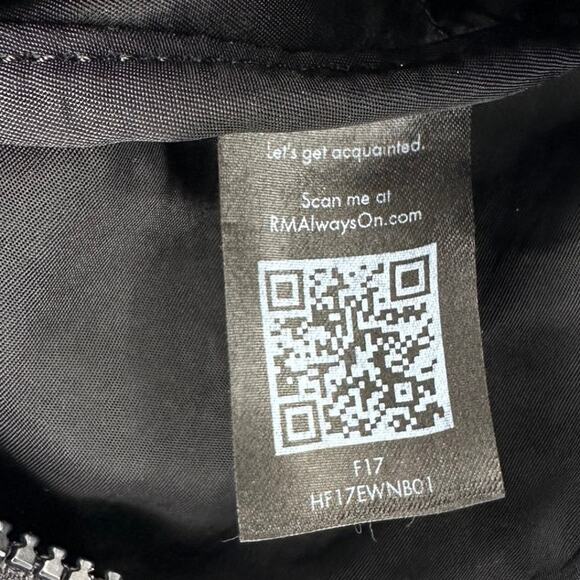 Let's get acquainted.
Scan me at
RMAlwaysOn.com
F17
HF17EWNB01